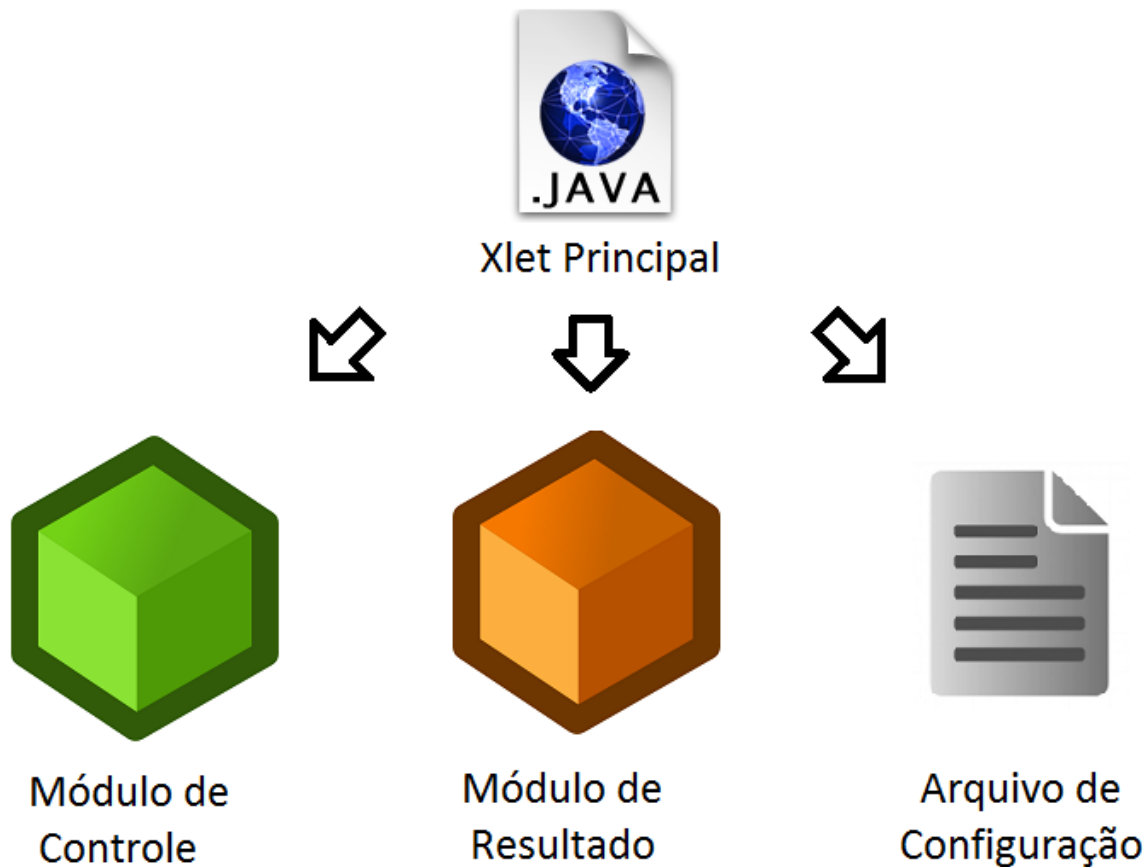 .JAVA
Xlet Principal
Módulo de
Controle
Módulo de
Resultado
Arquivo de
Configuração